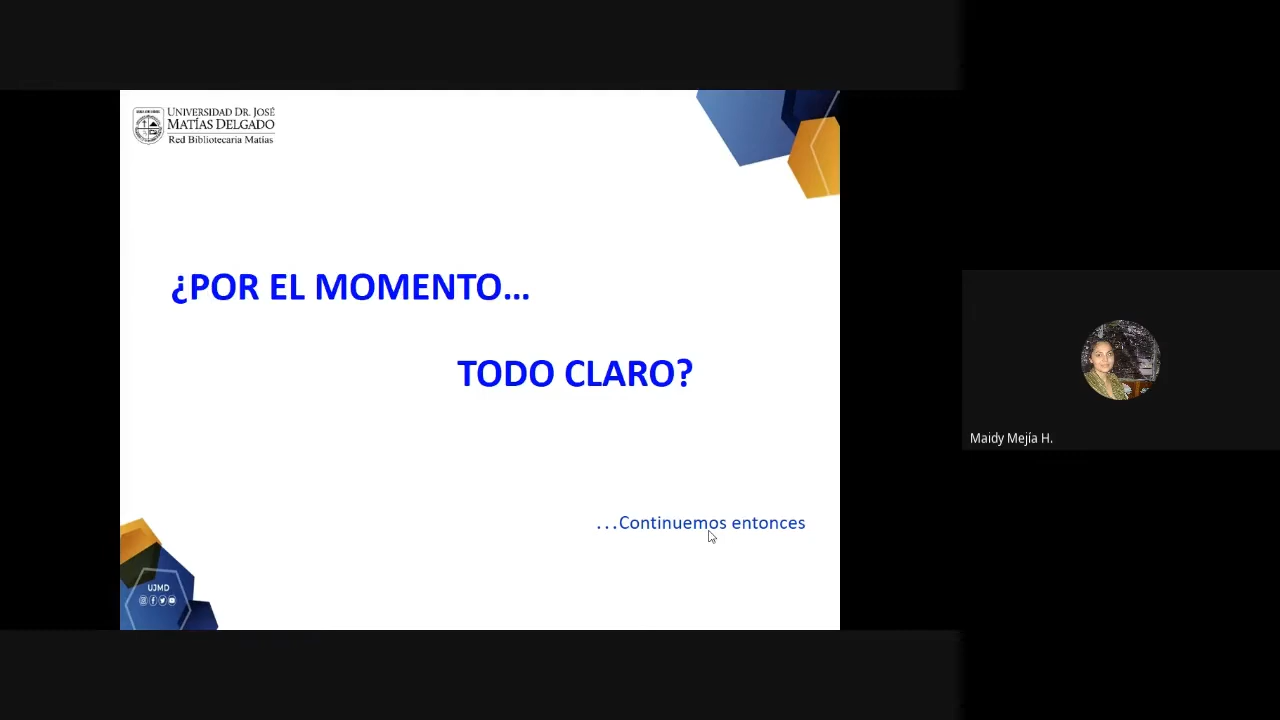 UNIVERSIDAD DR. JOSÉ
MATÍAS DELGADO
Red Bibliotecaria Matías
¿POR EL MOMENTO...
TODO CLARO?
...Continuemos entonces
UJMD
Maidy Mejía H.